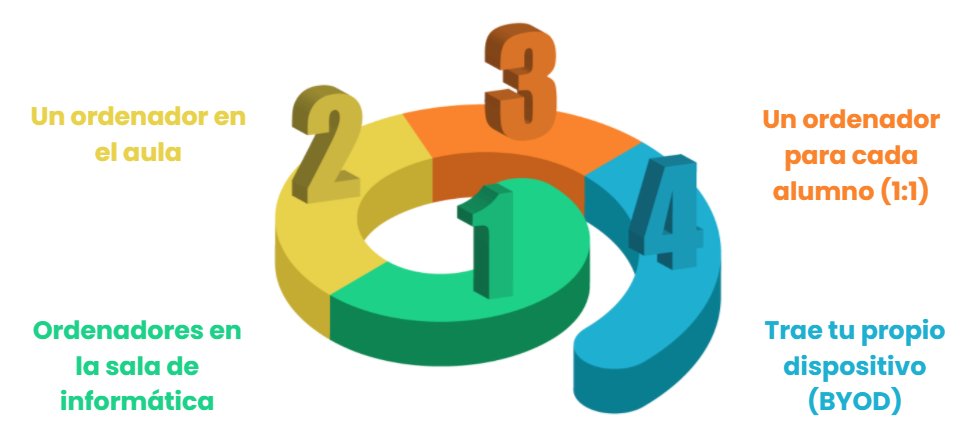 3
2
Un ordenador en
el aula
Un ordenador
para cada
alumno (1:1)
4
1
Ordenadores en
la sala de
informática
Trae tu propio
dispositivo
(BYOD)